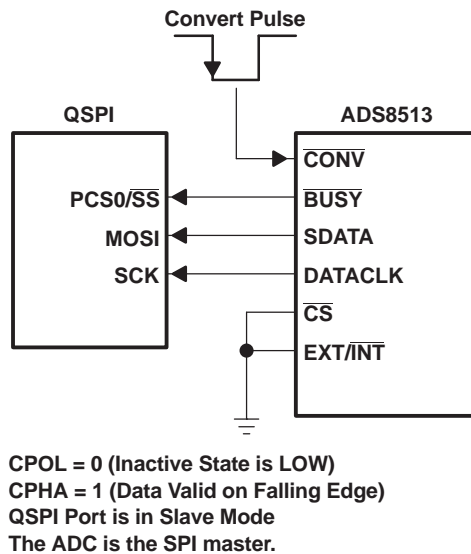 Convert Pulse
QSPI
ADS8513
CONV
PCS0/SS
BUSY
MOSI
SDATA
SCK
DATACLK
CS
EXT/INT
CPOL = 0 (Inactive State is LOW)
CPHA = 1 (Data Valid on Falling Edge)
QSPI Port is in Slave Mode
The ADC is the SPI master.